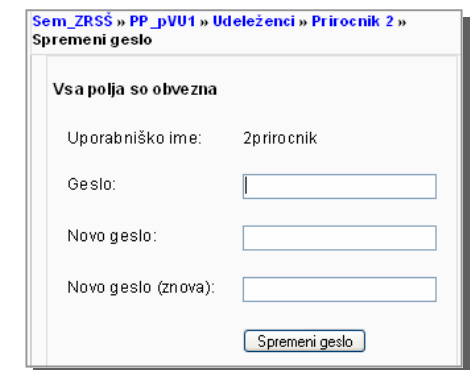 Sem_ZRSŠ » PP_pVU1 » Udeleženci » Prirocnik 2 »
Spremeni geslo
Vsa polja so obvezna
Uporabniško ime: 2prirocnik
Geslo:
Novo geslo:
Novo geslo (znova):
Spremeni geslo